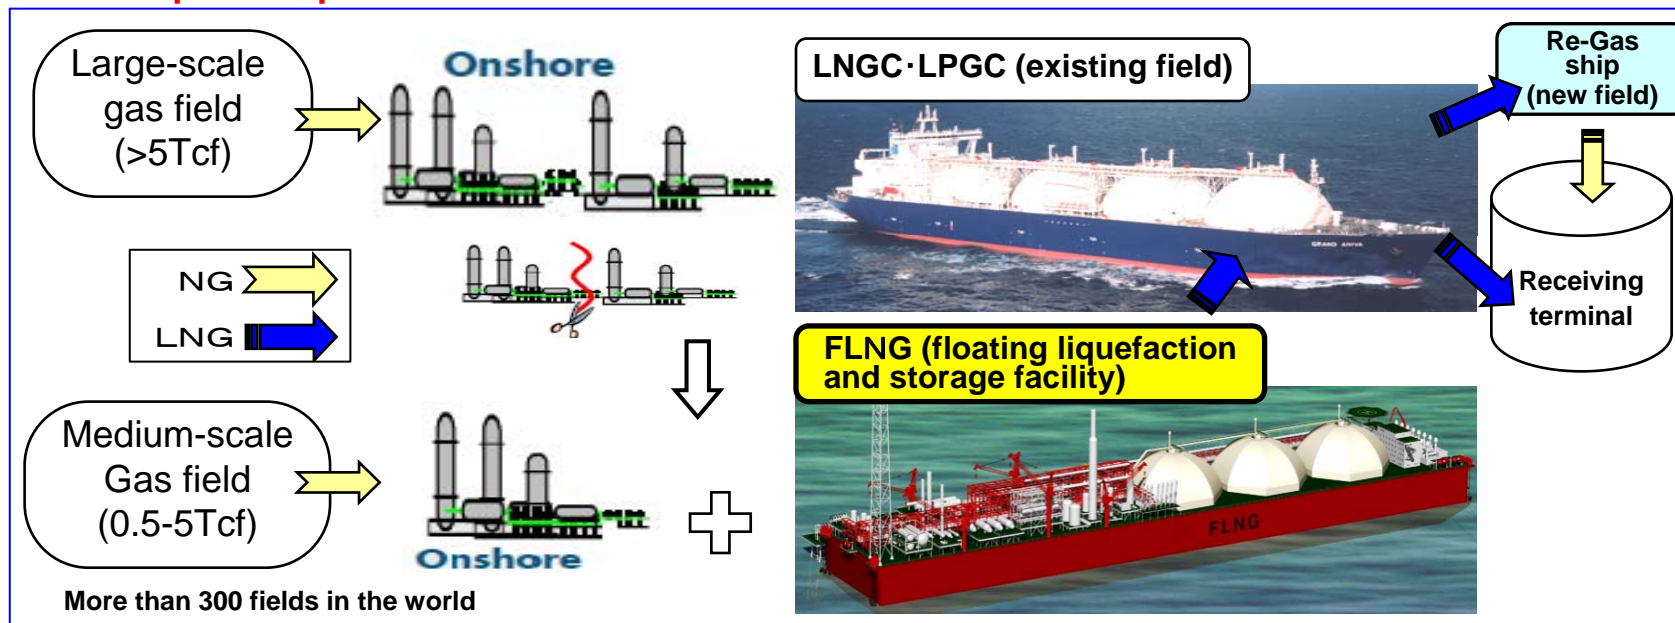 Large-scale
gas field
(>5Tcf)
Onshore
LNGC·LPGC (existing field)
Re-Gas
ship
(new field)
GRAND ANIVA
NG
LNG
Receiving
terminal
FLNG (floating liquefaction
and storage facility)
Medium-scale
Gas field
(0.5-5Tcf)
Onshore
FLNG
More than 300 fields in the world